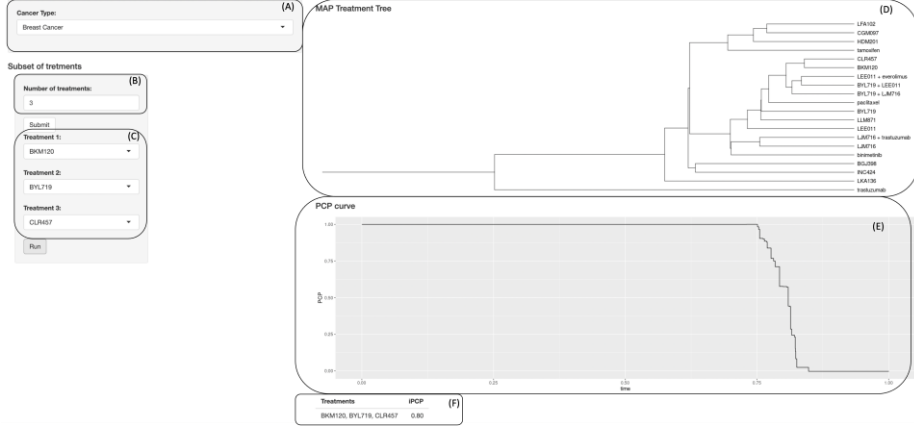 (A)
Cancer Type:
Breast Cancer
Subset of tretments
(B)
Number of treatments:
3
Submit
(C)
Treatment 1:
BKM120
Treatment 2:
BYL719
Treatment 3:
CLR457
Run
MAP Treatment Tree
(D)
LFA102
CGM097
HDM201
tamoxifen
CLR457
BKM120
LEE011 + everolimus
BYL719 + LEE011
BYL719 + LJM716
paclitaxel
BYL719
LLM871
LEE011
LJM716 + trastuzumab
LJM716
binimetinib
BGJ398
INC424
LKA136
trastuzumab
PCP curve
(E)
1.00
0.75
0.50
0.25
0.00
PCP
0.00 0.25 0.50 0.75 1.00
time
Treatments iPCP
(F)
BKM120, BYL719, CLR457 0.80